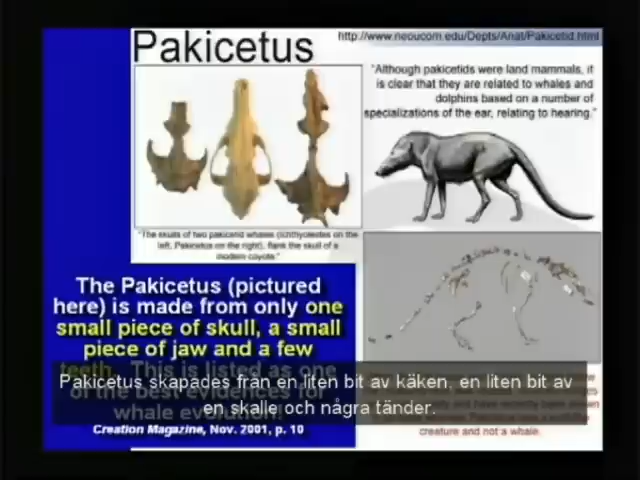 Pakicetus
http://www.neoucom.edu/Depts/Anat/Pakicetid.html
"Although pakicetids were land mammals, it
is clear that they are related to whales and
dolphins based on a number of
specializations of the ear, relating to hearing."
"The skulls of two pakicetid whales (Ichthyolestes on the
left, Pakicetus on the right), flank the skull of a
modern coyote."
The Pakicetus (pictured
here) is made from only one
small piece of skull, a small
piece of jaw and a few
teeth. This is listed as one
of the best evidences for
whale evolution.
Creation Magazine, Nov. 2001, p. 10
creature and not a whale.
Pakicetus skapades från en liten bit av käken, en liten bit av
en skalle och några tänder.